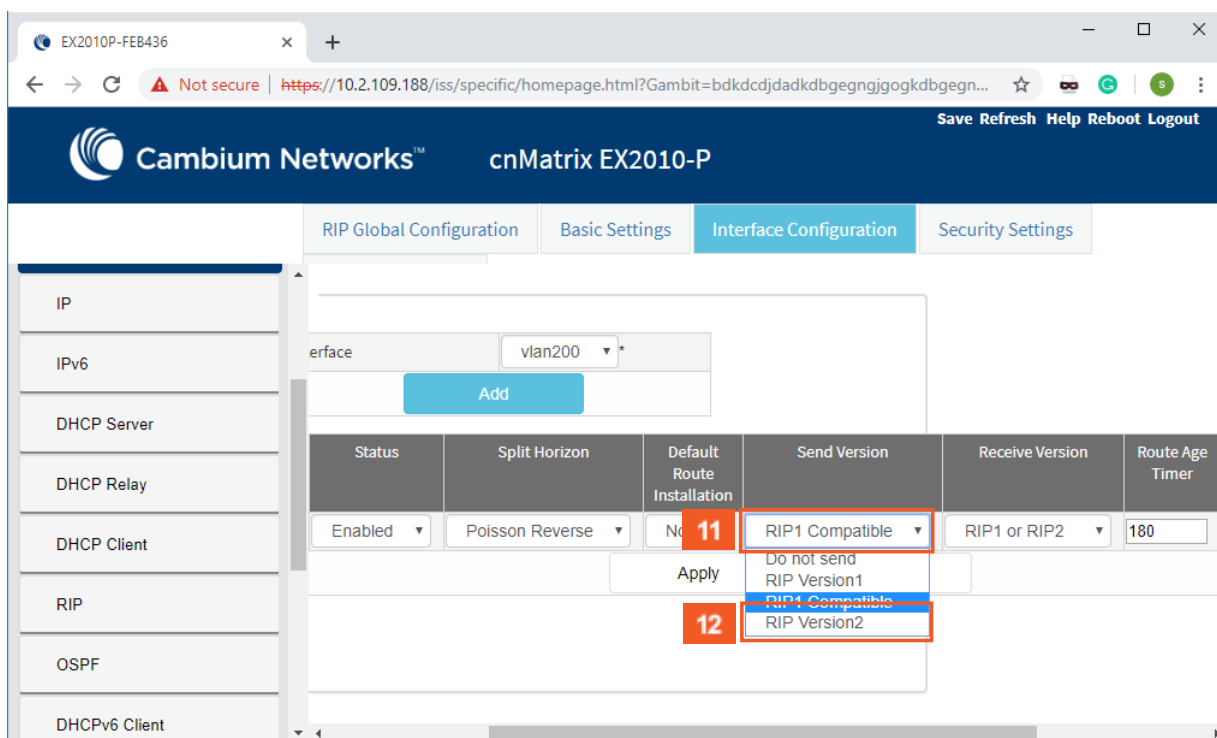 EX2010P-FEB436
Not secure | https://10.2.109.188/iss/specific/homepage.html?Gambit=bdkdcdjdadkdbgegngjgogkdbgegn...
S
Save Refresh Help Reboot Logout
Cambium Networks™
cnMatrix EX2010-P
RIP Global Configuration
Basic Settings
Interface Configuration
Security Settings
IP
IPv6
DHCP Server
DHCP Relay
DHCP Client
RIP
OSPF
DHCPv6 Client
erface
vlan200
*
Add
Status
Split Horizon
Default
Route
Installation
Send Version
Receive Version
Route Age
Timer
Enabled
Poisson Reverse
11
RIP1 Compatible
RIP1 or RIP2
180
Apply
Do not send
RIP Version1
RIP1 Compatible
12
RIP Version2